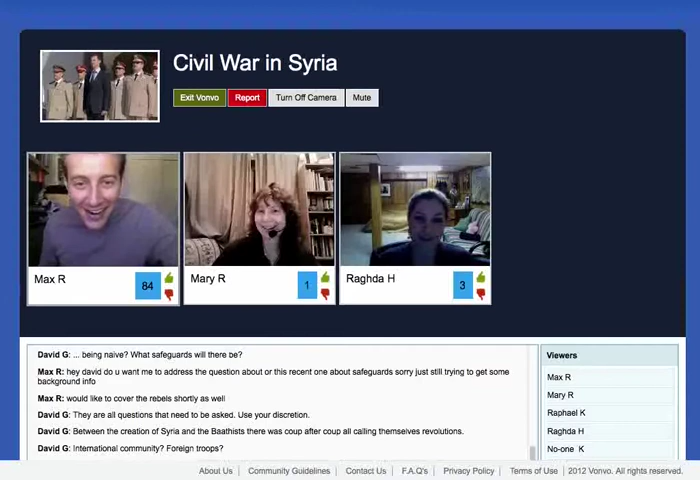 Civil War in Syria
Exit Vonvo
Report
Turn Off Camera
Mute
Max R
84
Mary R
1
Raghda H
3
David G: ... being naive? What safeguards will there be?
Max R: hey david do u want me to address the question about or this recent one about safeguards sorry just still trying to get some
background info
Max R: would like to cover the rebels shortly as well
David G: They are all questions that need to be asked. Use your discretion.
David G: Between the creation of Syria and the Baathists there was coup after coup all calling themselves revolutions.
David G: International community? Foreign troops?
Viewers
Max R
Mary R
Raphael K
Raghda H
No-one K
About Us | Community Guidelines | Contact Us | F.A.Q's | Privacy Policy | Terms of Use | 2012 Vonvo. All rights reserved.